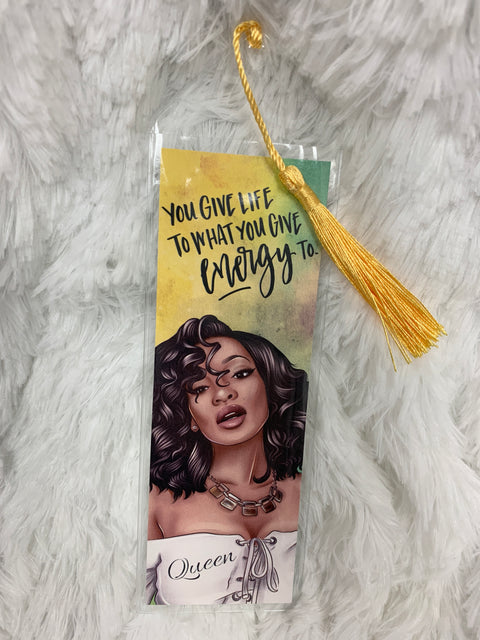 YOU GIVE LIFE
TO WHAT YOU GIVE
energy TO.
Queen